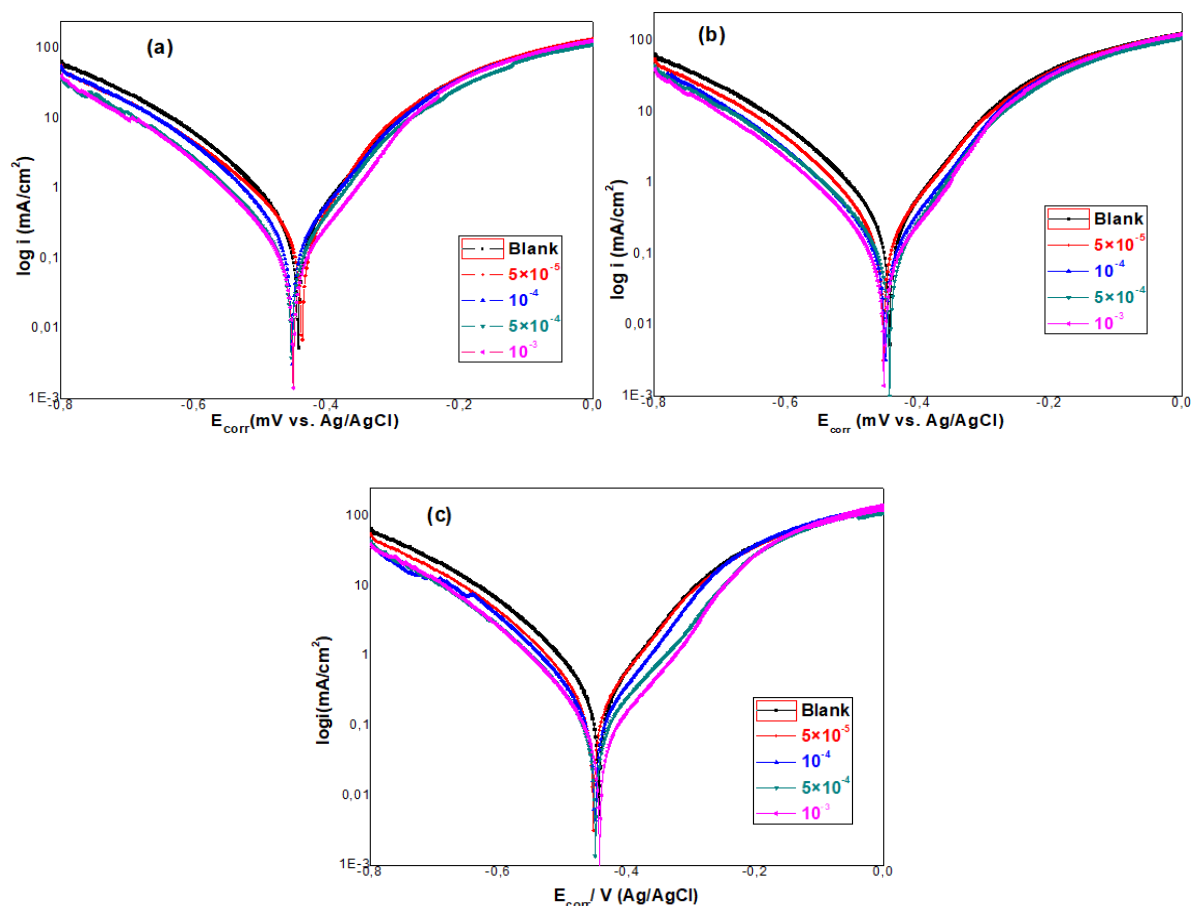 (a)
100
10
1
0,1
0,01
1E-3
log i (mA/cm²)
Blank
5×10⁻⁵
10⁻⁴
5×10⁻⁴
10⁻³
-0,8
-0,6
-0,4
-0,2
0,0
E_corr(mV vs. Ag/AgCl)
(b)
100
10
1
0,1
0,01
1E-3
log i (mA/cm²)
Blank
5×10⁻⁵
10⁻⁴
5×10⁻⁴
10⁻³
-0,8
-0,6
-0,4
-0,2
0,0
E_corr (mV vs. Ag/AgCl)
(c)
100
10
1
0,1
0,01
1E-3
logi(mA/cm²)
Blank
5×10⁻⁵
10⁻⁴
5×10⁻⁴
10⁻³
-0,8
-0,6
-0,4
-0,2
0,0
E_corr/ V (Ag/AgCl)